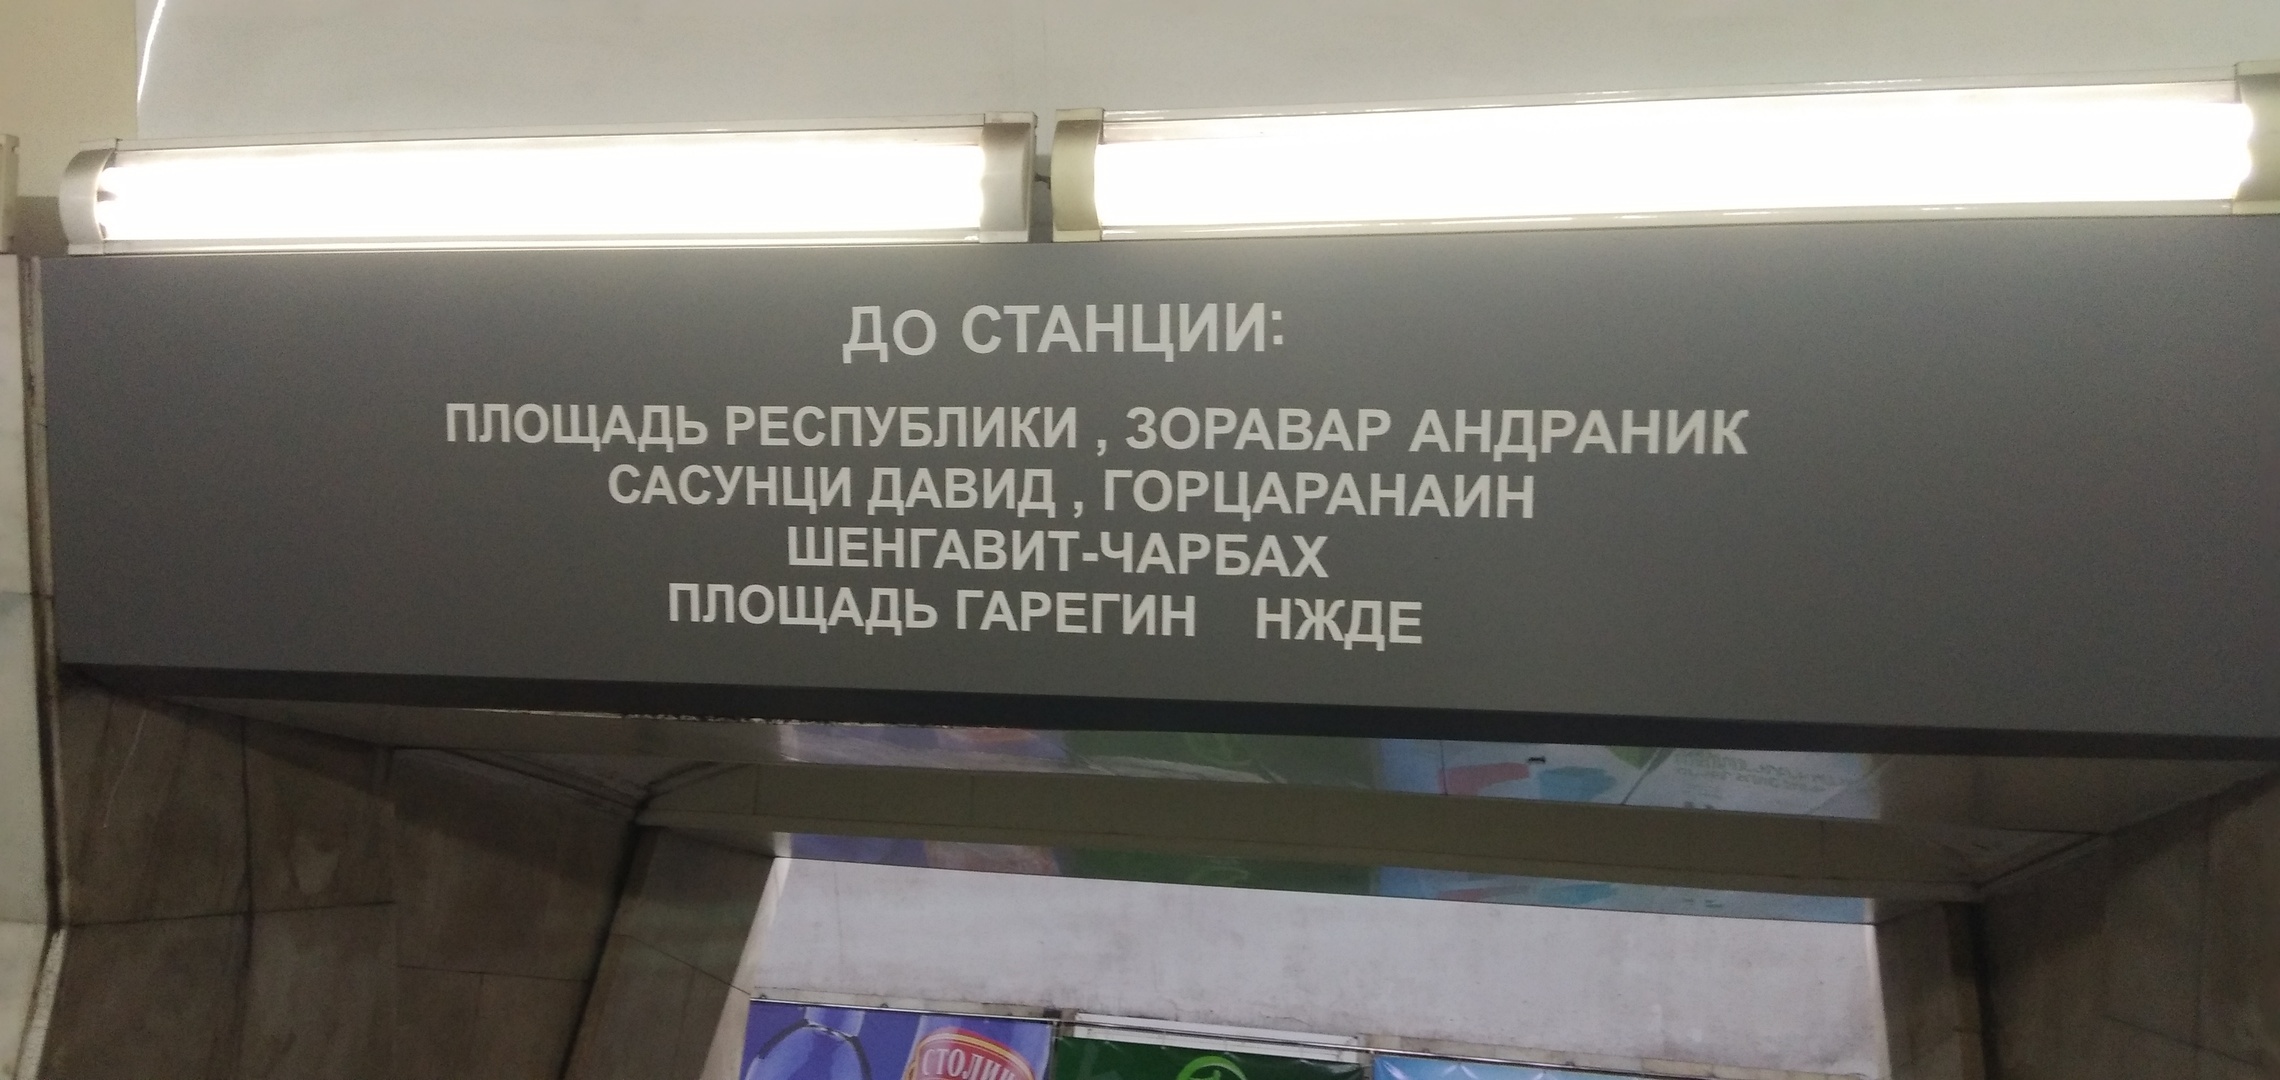 ДО СТАНЦИИ:
ПЛОЩАДЬ РЕСПУБЛИКИ , ЗОРАВАР АНДРАНИК
САСУНЦИ ДАВИД , ГОРЦАРАНАИН
ШЕНГАВИТ-ЧАРБАХ
ПЛОЩАДЬ ГАРЕГИН НЖДЕ